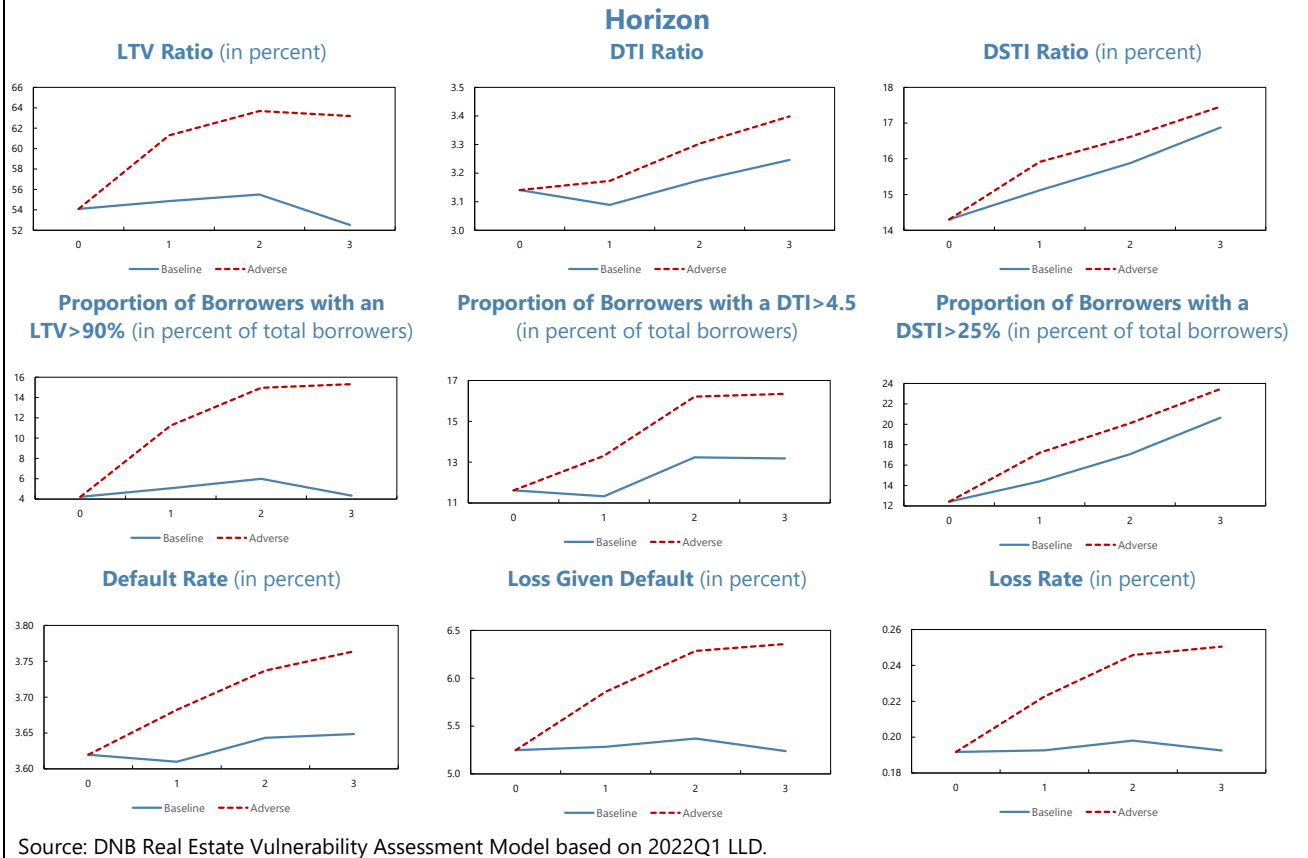 Horizon
LTV Ratio (in percent)
66
64
62
60
58
56
54
52
0 1 2 3
Baseline Adverse
DTI Ratio
3.5
3.4
3.3
3.2
3.1
3.0
0 1 2 3
Baseline Adverse
DSTI Ratio (in percent)
18
17
16
15
14
0 1 2 3
Baseline Adverse
Proportion of Borrowers with an
LTV>90% (in percent of total borrowers)
16
14
12
10
8
6
4
0 1 2 3
Baseline Adverse
Proportion of Borrowers with a DTI>4.5
(in percent of total borrowers)
17
15
13
11
0 1 2 3
Baseline Adverse
Proportion of Borrowers with a
DSTI>25% (in percent of total borrowers)
24
22
20
18
16
14
12
0 1 2 3
Baseline Adverse
Default Rate (in percent)
3.80
3.75
3.70
3.65
3.60
0 1 2 3
Baseline Adverse
Loss Given Default (in percent)
6.5
6.0
5.5
5.0
0 1 2 3
Baseline Adverse
Loss Rate (in percent)
0.26
0.24
0.22
0.20
0.18
0 1 2 3
Baseline Adverse
Source: DNB Real Estate Vulnerability Assessment Model based on 2022Q1 LLD.